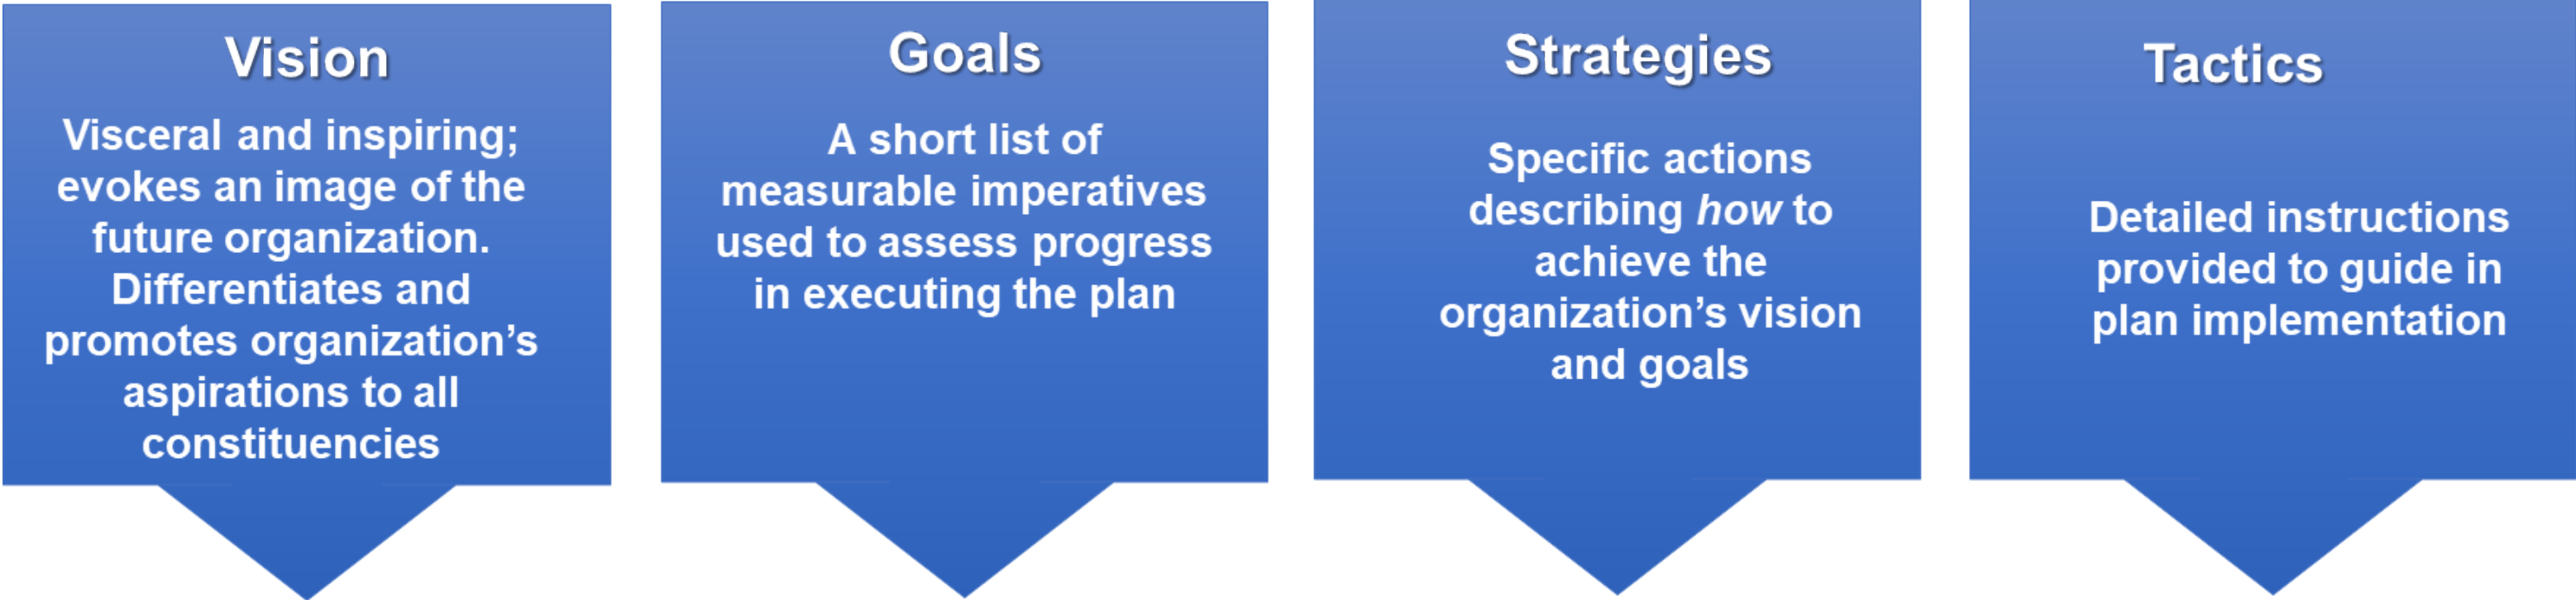 Vision
Visceral and inspiring;
evokes an image of the
future organization.
Differentiates and
promotes organization’s
aspirations to all
constituencies
Goals
A short list of
measurable imperatives
used to assess progress
in executing the plan
Strategies
Specific actions
describing how to
achieve the
organization’s vision
and goals
Tactics
Detailed instructions
provided to guide in
plan implementation